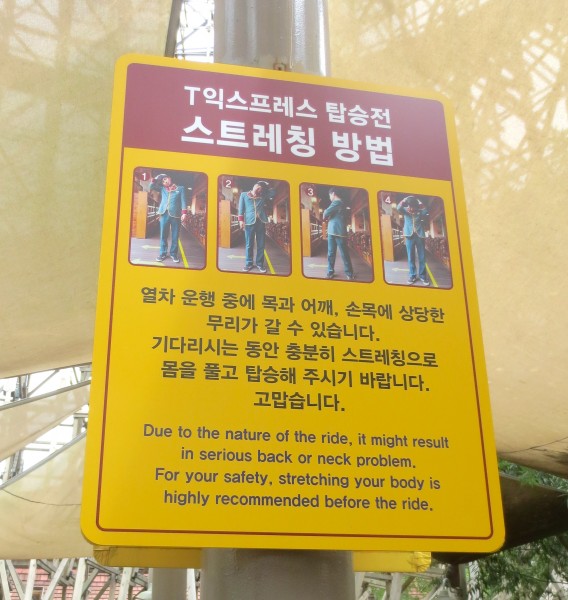 T익스프레스 탑승전
스트레칭 방법
1
2
3
4
열차 운행 중에 목과 어깨, 손목에 상당한
무리가 갈 수 있습니다.
기다리시는 동안 충분히 스트레칭으로
몸을 풀고 탑승해 주시기 바랍니다.
고맙습니다.
Due to the nature of the ride, it might result
in serious back or neck problem.
For your safety, stretching your body is
highly recommended before the ride.